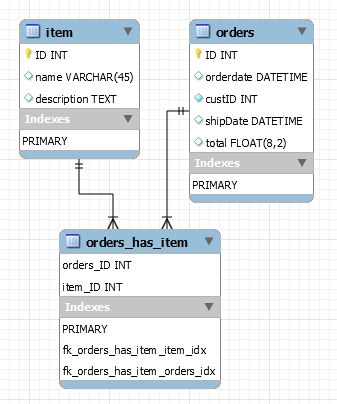 item
ID INT
name VARCHAR(45)
description TEXT
Indexes
PRIMARY
orders
ID INT
orderdate DATETIME
custID INT
shipDate DATETIME
total FLOAT(8,2)
Indexes
PRIMARY
orders_has_item
orders_ID INT
item_ID INT
Indexes
PRIMARY
fk_orders_has_item_item_idx
fk_orders_has_item_orders_idx